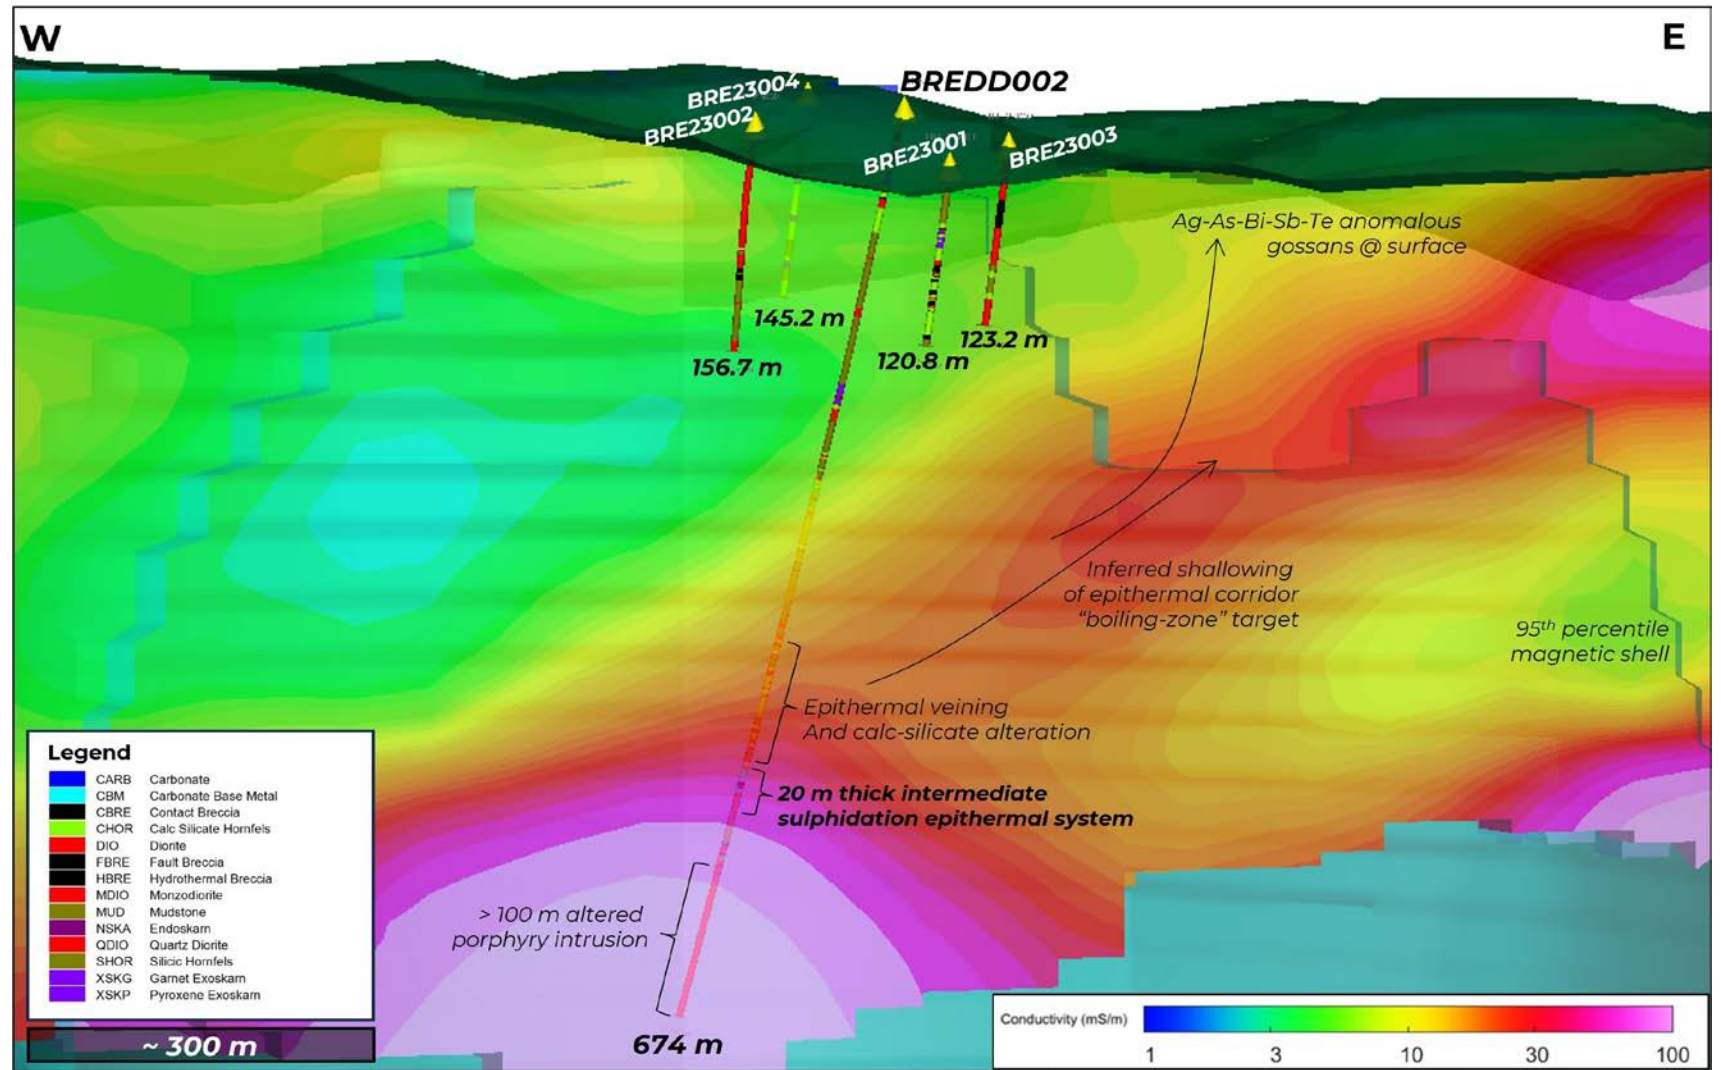 W
E
BREDD002
BRE23004
BRE23002
BRE23001
BRE23003
Ag-As-Bi-Sb-Te anomalous
gossans @ surface
145.2 m
156.7 m
120.8 m
123.2 m
Inferred shallowing
of epithermal corridor
"boiling-zone" target
95th percentile
magnetic shell
Epithermal veining
And calc-silicate alteration
20 m thick intermediate
sulphidation epithermal system
> 100 m altered
porphyry intrusion
674 m
Legend
CARB Carbonate
CBM Carbonate Base Metal
CBRE Contact Breccia
CHOR Calc Silicate Hornfels
DIO Diorite
FBRE Fault Breccia
HBRE Hydrothermal Breccia
MDIO Monzodiorite
MUD Mudstone
NSKA Endoskarn
QDIO Quartz Diorite
SHOR Silicic Hornfels
XSKG Garnet Exoskarn
XSKP Pyroxene Exoskarn
~ 300 m
Conductivity (mS/m)
1 3 10 30 100